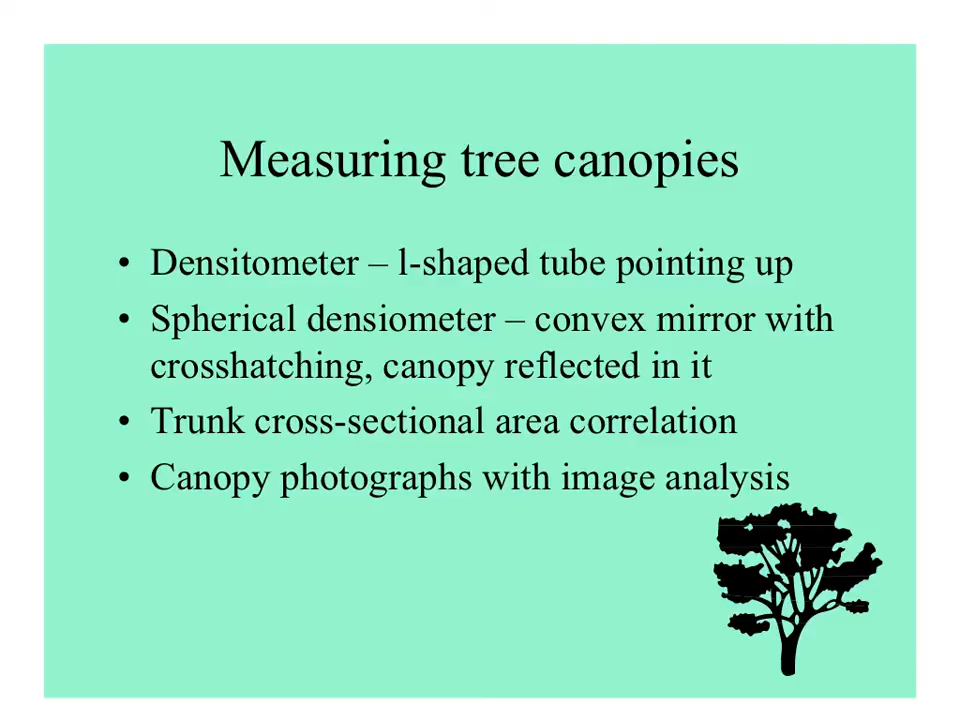 Measuring tree canopies
• Densitometer – l-shaped tube pointing up
• Spherical densiometer – convex mirror with
crosshatching, canopy reflected in it
• Trunk cross-sectional area correlation
• Canopy photographs with image analysis